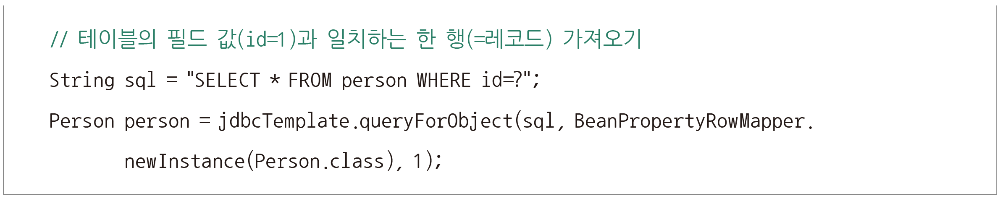 // 테이블의 필드 값(id=1)과 일치하는 한 행(=레코드) 가져오기
String sql = "SELECT * FROM person WHERE id=?";
Person person = jdbcTemplate.queryForObject(sql, BeanPropertyRowMapper.
newInstance(Person.class), 1);